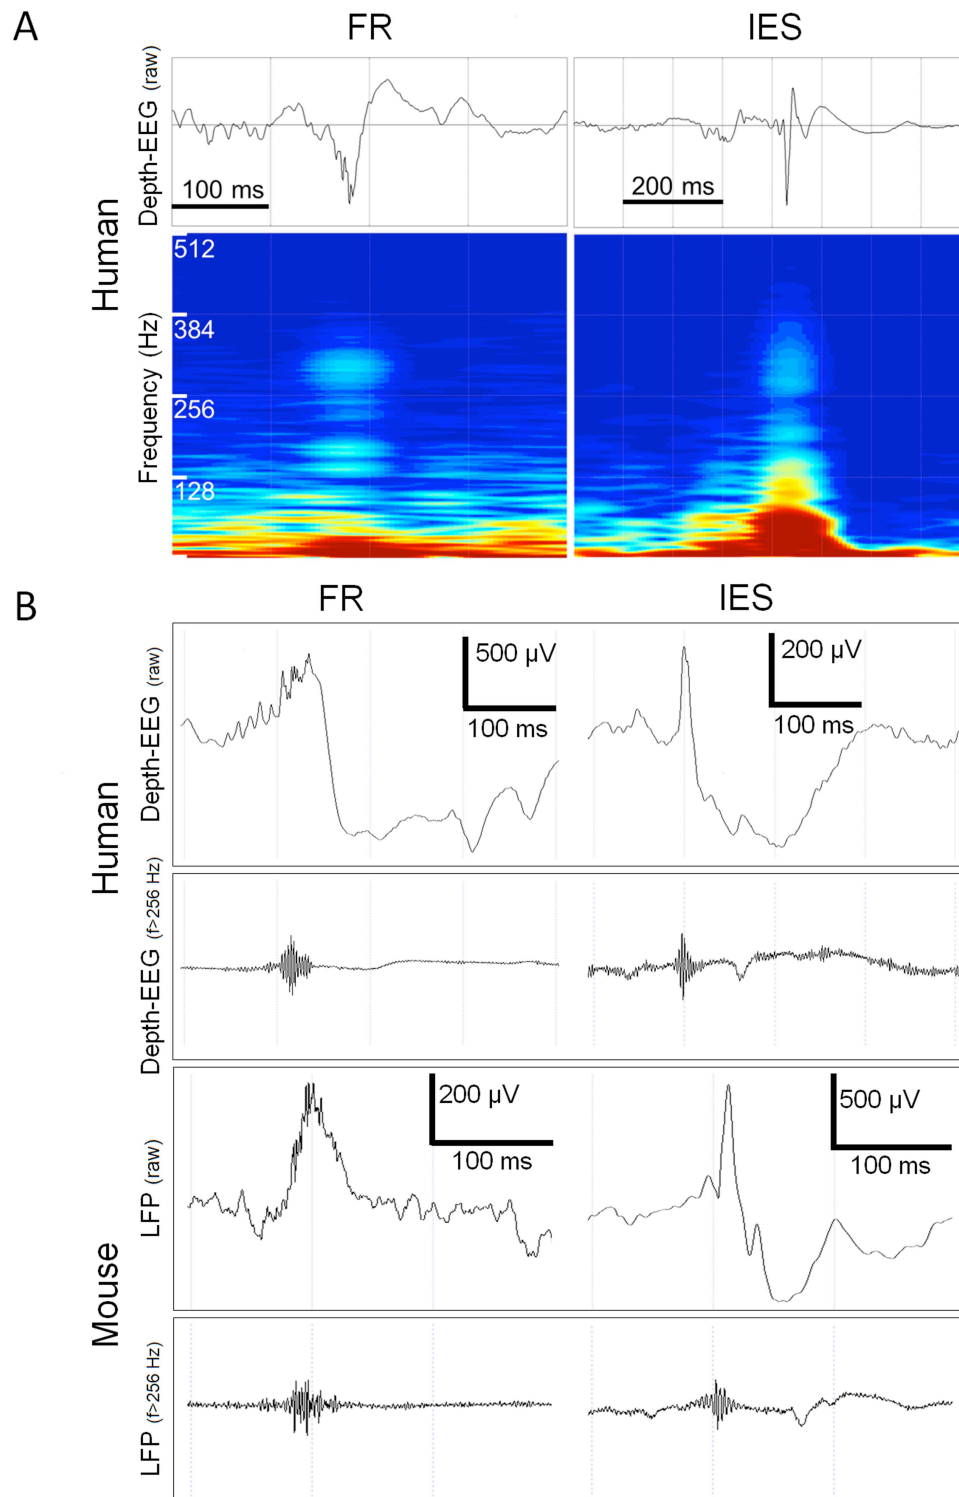 A
FR
IES
Human
Depth-EEG (raw)
100 ms
200 ms
Frequency (Hz)
512
384
256
128
B
FR
IES
Human
Depth-EEG (raw)
500 µV
100 ms
200 µV
100 ms
Depth-EEG (f>256 Hz)
Mouse
LFP (raw)
200 µV
100 ms
500 µV
100 ms
LFP (f>256 Hz)